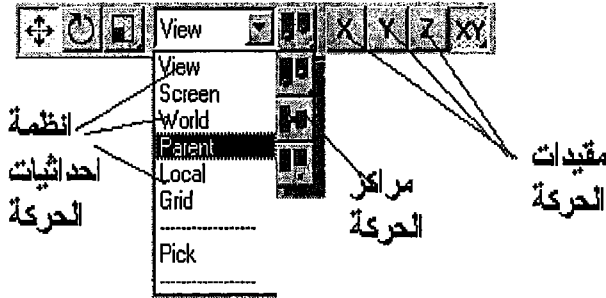 View X Y Z XY
View
Screen
World
Parent
Local
Grid
Pick
انظمة
احداثيات
الحركة
مراكز
الحركة
مقيدات
الحركة